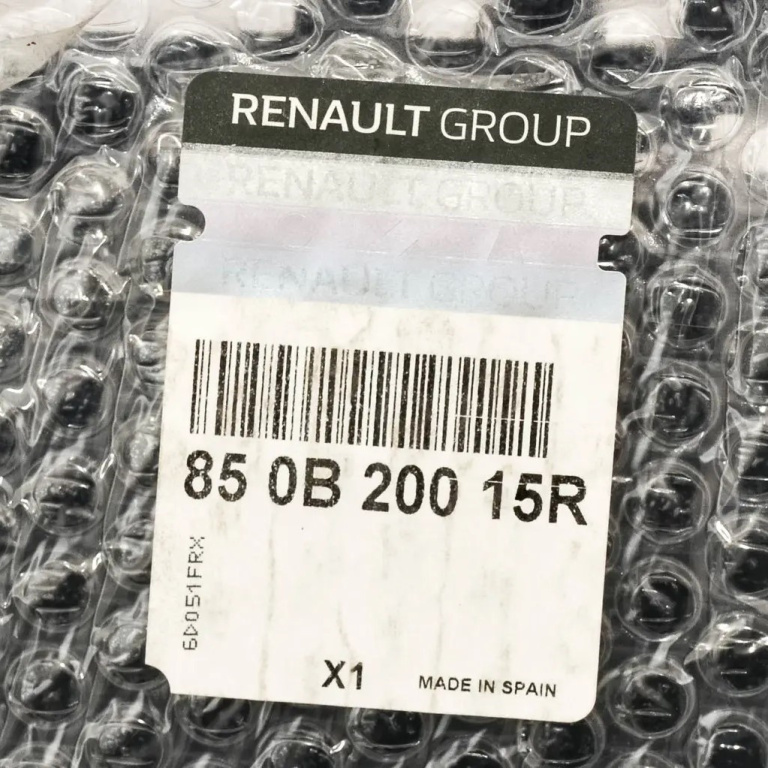 RENAULT GROUP
RENAULT GROUP
RENAULT GROUP
85 0B 200 15R
6D051FRX
X1
MADE IN SPAIN